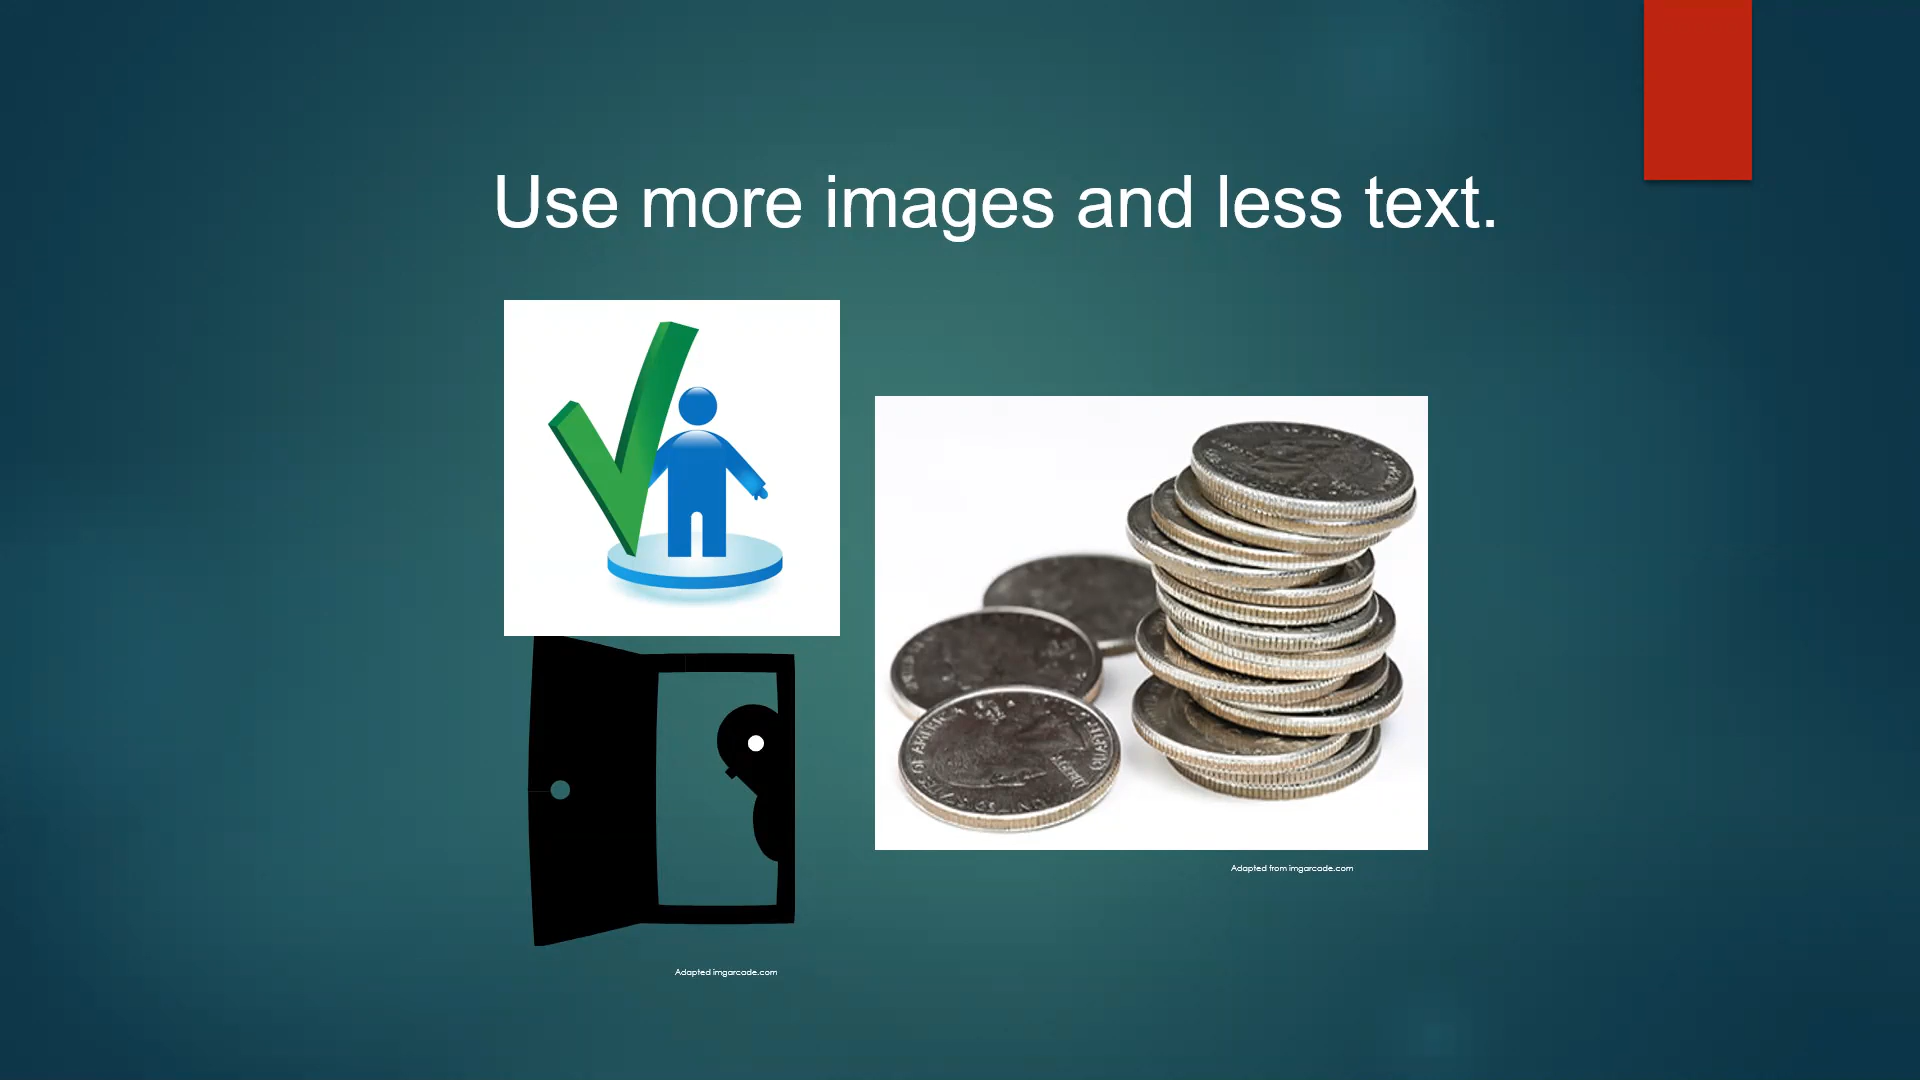 Use more images and less text.
Adapted from imgarcade.com
Adapted imgarcade.com